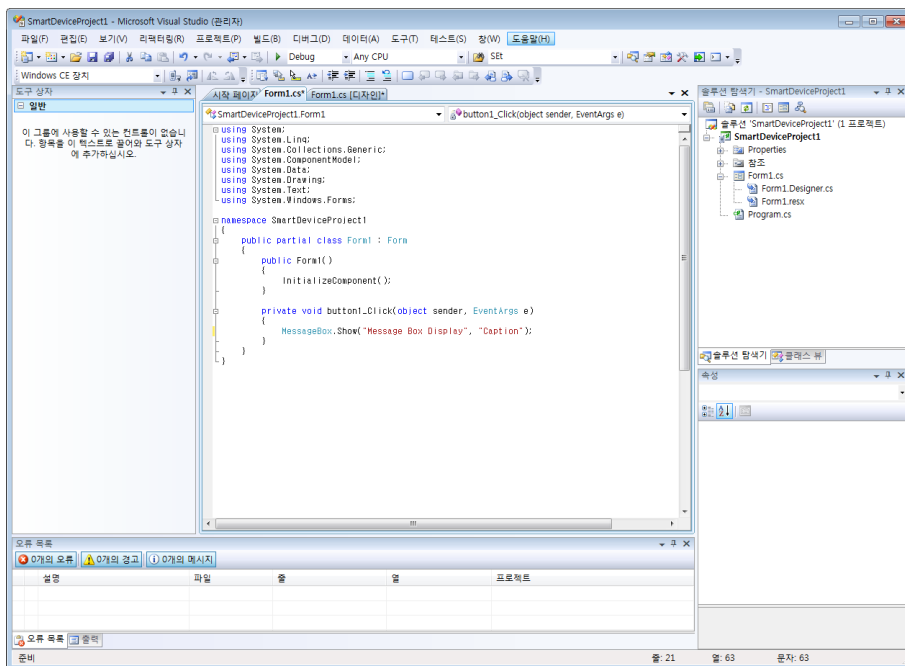 SmartDeviceProject1 - Microsoft Visual Studio (관리자)
파일(F) 편집(E) 보기(V) 리팩터링(R) 프로젝트(P) 빌드(B) 디버그(D) 데이터(A) 도구(T) 테스트(S) 창(W) 도움말(H)
Debug Any CPU SEt
Windows CE 장치
도구 상자
일반
이 그룹에 사용할 수 있는 컨트롤이 없습니
다. 항목을 이 텍스트로 끌어와 도구 상자
에 추가하십시오.
시작 페이지 Form1.cs* Form1.cs [디자인]*
SmartDeviceProject1.Form1 button1_Click(object sender, EventArgs e)
using System;
using System.Linq;
using System.Collections.Generic;
using System.ComponentModel;
using System.Data;
using System.Drawing;
using System.Text;
using System.Windows.Forms;
namespace SmartDeviceProject1
{
public partial class Form1 : Form
{
public Form1()
{
InitializeComponent();
}
private void button1_Click(object sender, EventArgs e)
{
MessageBox.Show("Message Box Display", "Caption");
}
}
}
솔루션 탐색기 - SmartDeviceProject1
솔루션 'SmartDeviceProject1' (1 프로젝트)
SmartDeviceProject1
Properties
참조
Form1.cs
Form1.Designer.cs
Form1.resx
Program.cs
솔루션 탐색기 클래스 뷰
속성
오류 목록
0개의 오류 0개의 경고 0개의 메시지
설명 파일 줄 열 프로젝트
오류 목록 출력
준비 줄: 21 열: 63 문자: 63